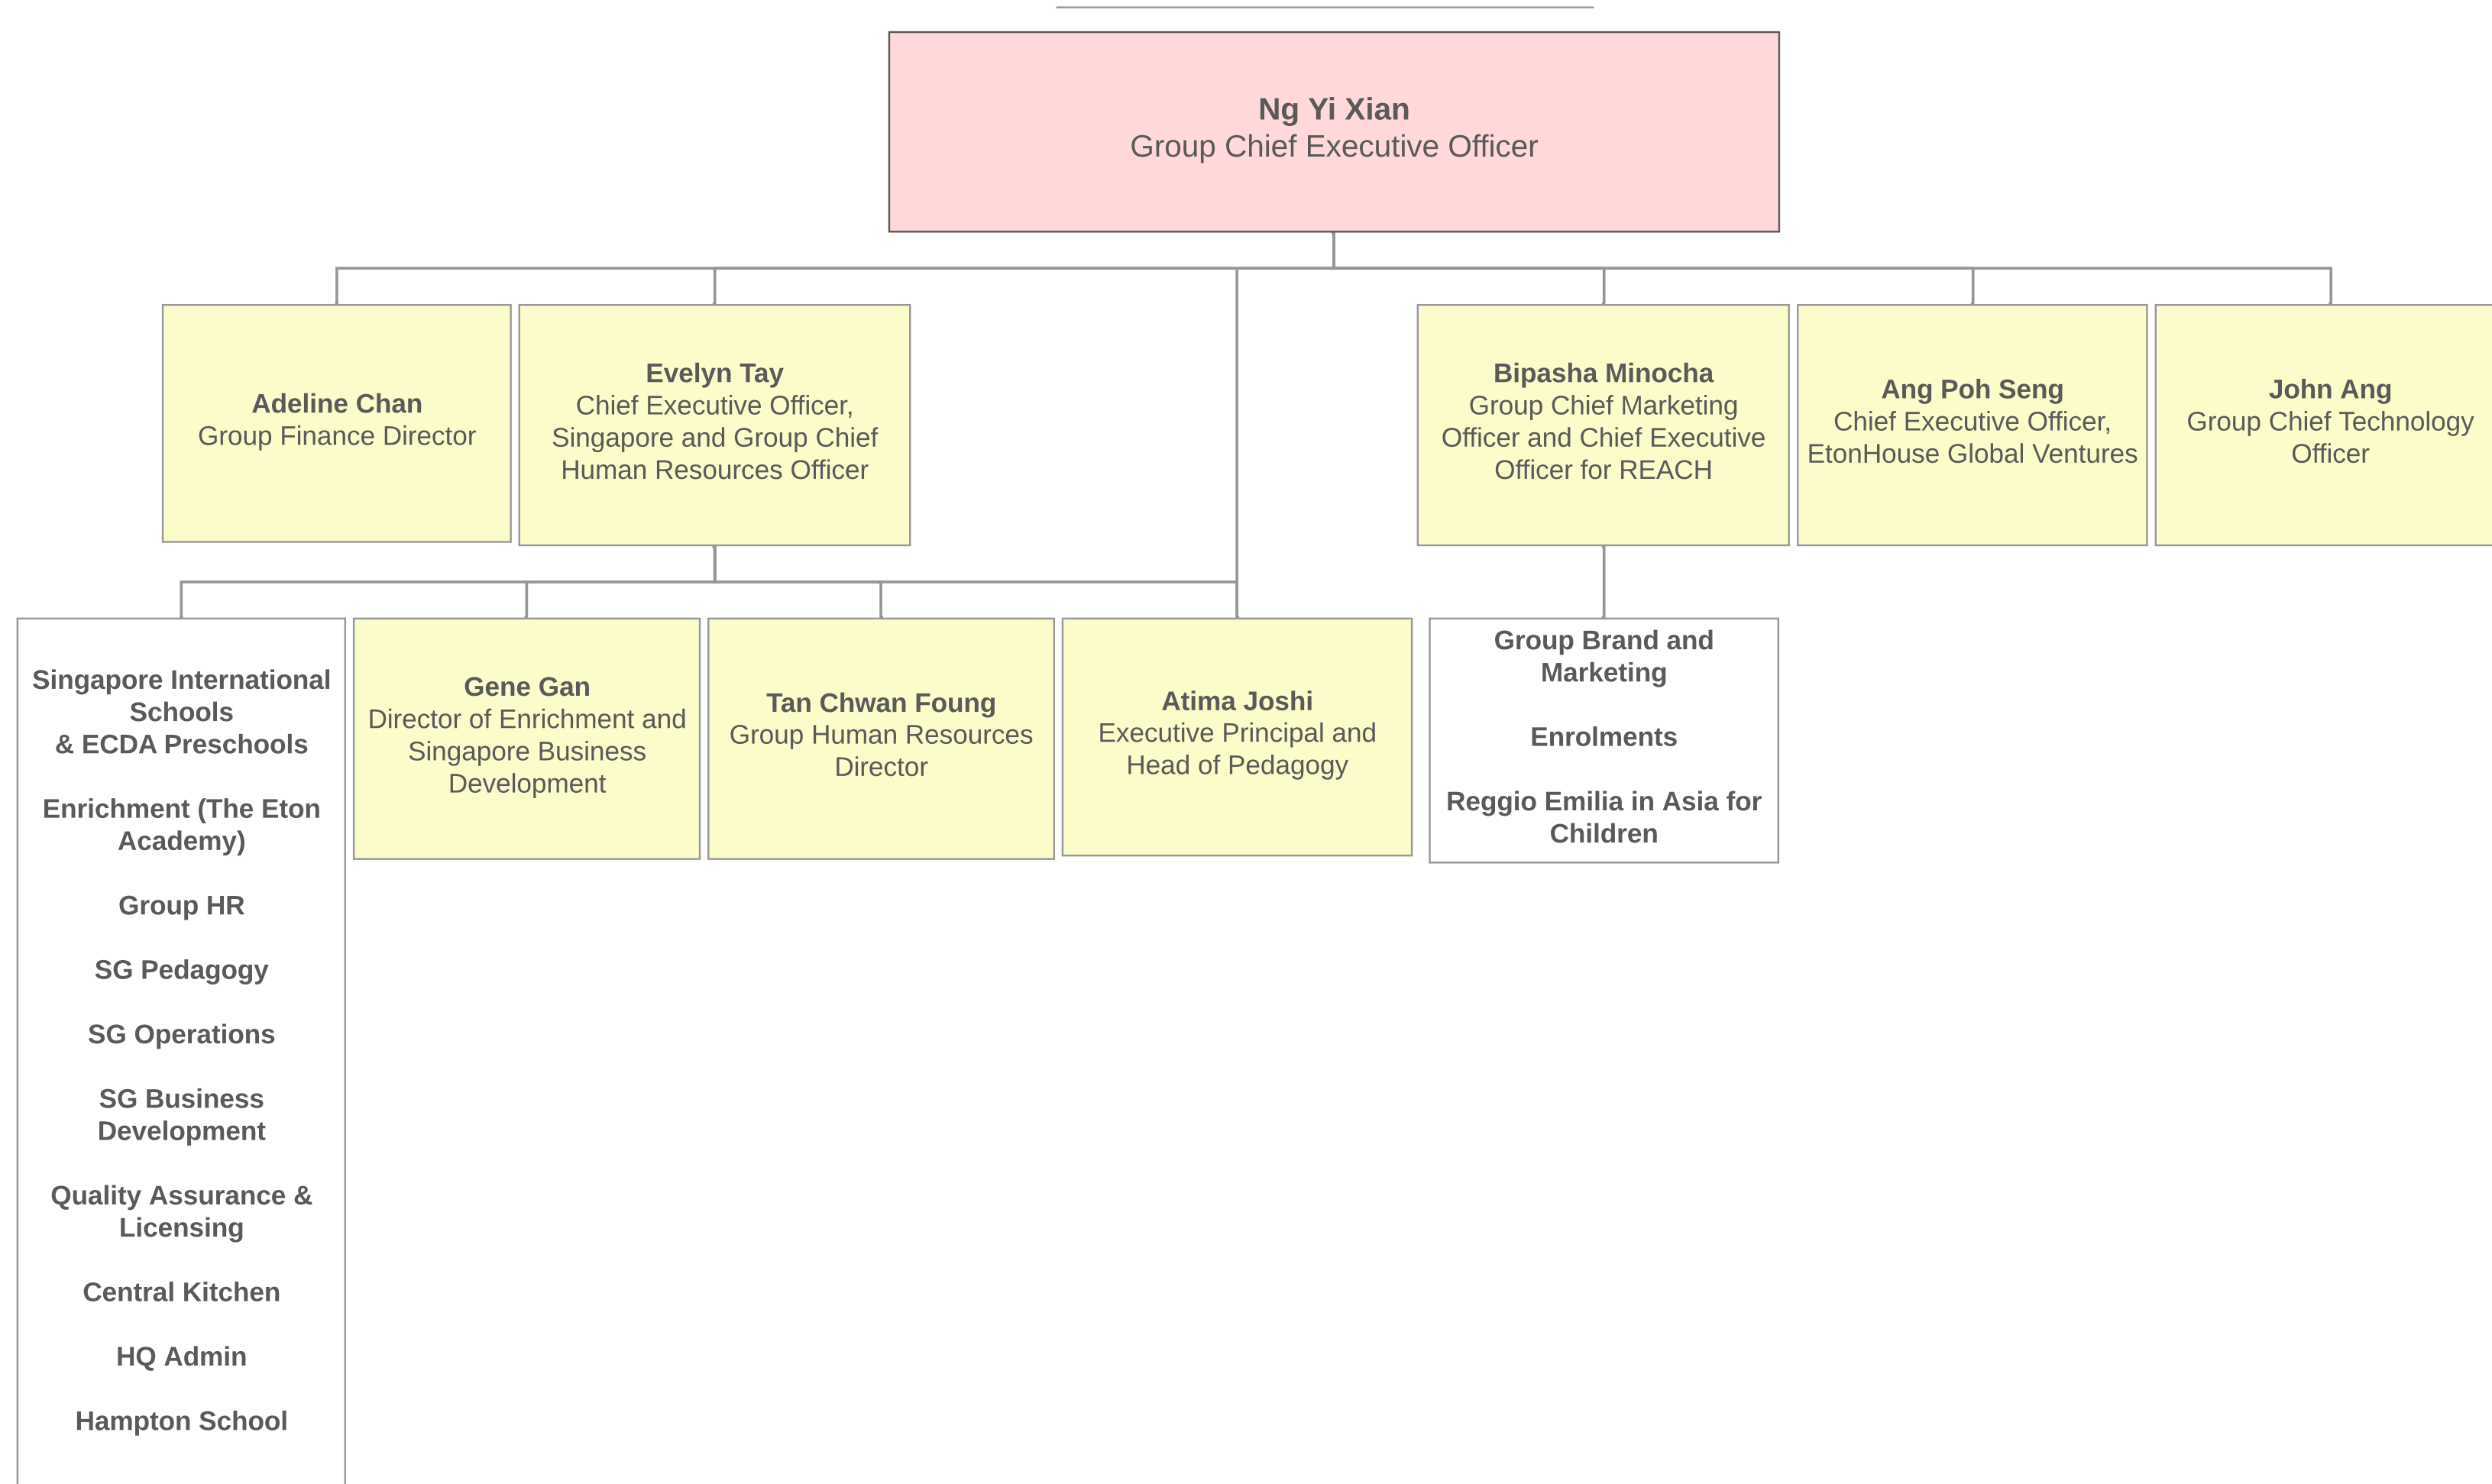 Ng Yi Xian
Group Chief Executive Officer
Adeline Chan
Group Finance Director
Evelyn Tay
Chief Executive Officer,
Singapore and Group Chief
Human Resources Officer
Bipasha Minocha
Group Chief Marketing
Officer and Chief Executive
Officer for REACH
Ang Poh Seng
Chief Executive Officer,
EtonHouse Global Ventures
John Ang
Group Chief Technology
Officer
Singapore International
Schools
& ECDA Preschools
Enrichment (The Eton
Academy)
Group HR
SG Pedagogy
SG Operations
SG Business
Development
Quality Assurance &
Licensing
Central Kitchen
HQ Admin
Hampton School
Gene Gan
Director of Enrichment and
Singapore Business
Development
Tan Chwan Foung
Group Human Resources
Director
Atima Joshi
Executive Principal and
Head of Pedagogy
Group Brand and
Marketing
Enrolments
Reggio Emilia in Asia for
Children